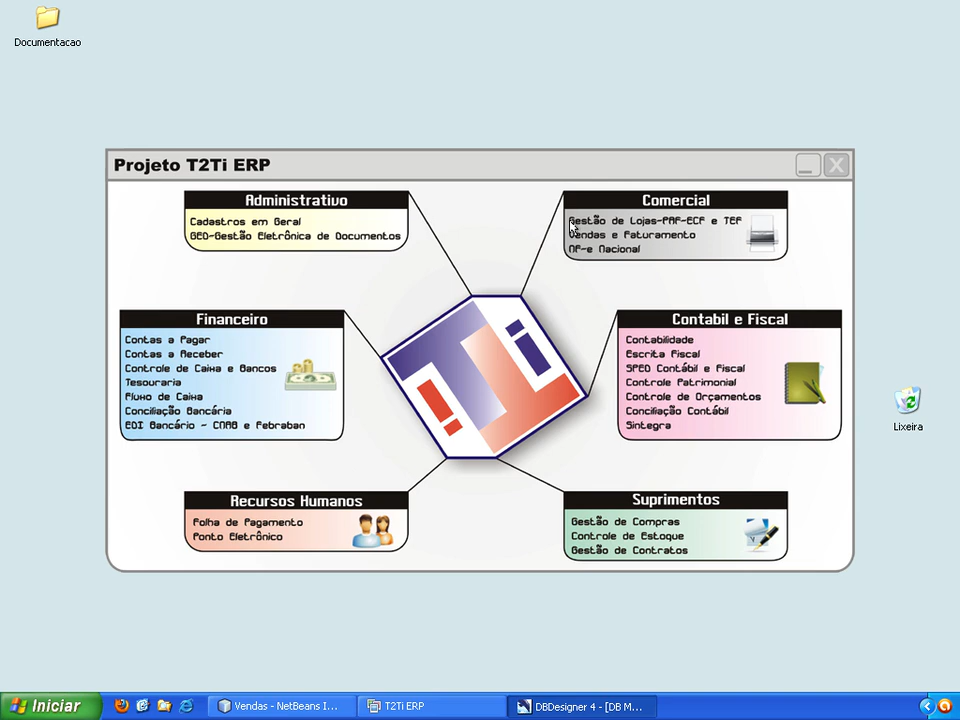 Documentacao
Projeto T2Ti ERP
Administrativo
Cadastros em Geral
GED-Gestão Eletrônica de Documentos
Comercial
Gestão de Lojas-PAF-ECF e TEF
Vendas e Faturamento
NF-e Nacional
Financeiro
Contas a Pagar
Contas a Receber
Controle de Caixa e Bancos
Tesouraria
Fluxo de Caixa
Conciliação Bancária
EDI Bancário - CNAB e Febraban
Contabil e Fiscal
Contabilidade
Escrita Fiscal
SPED Contábil e Fiscal
Controle Patrimonial
Controle de Orçamentos
Conciliação Contábil
Sintegra
T2Ti
Lixeira
Recursos Humanos
Folha de Pagamento
Ponto Eletrônico
Suprimentos
Gestão de Compras
Controle de Estoque
Gestão de Contratos
Iniciar
Vendas - NetBeans I...
T2Ti ERP
DBDesigner 4 - [DB M...